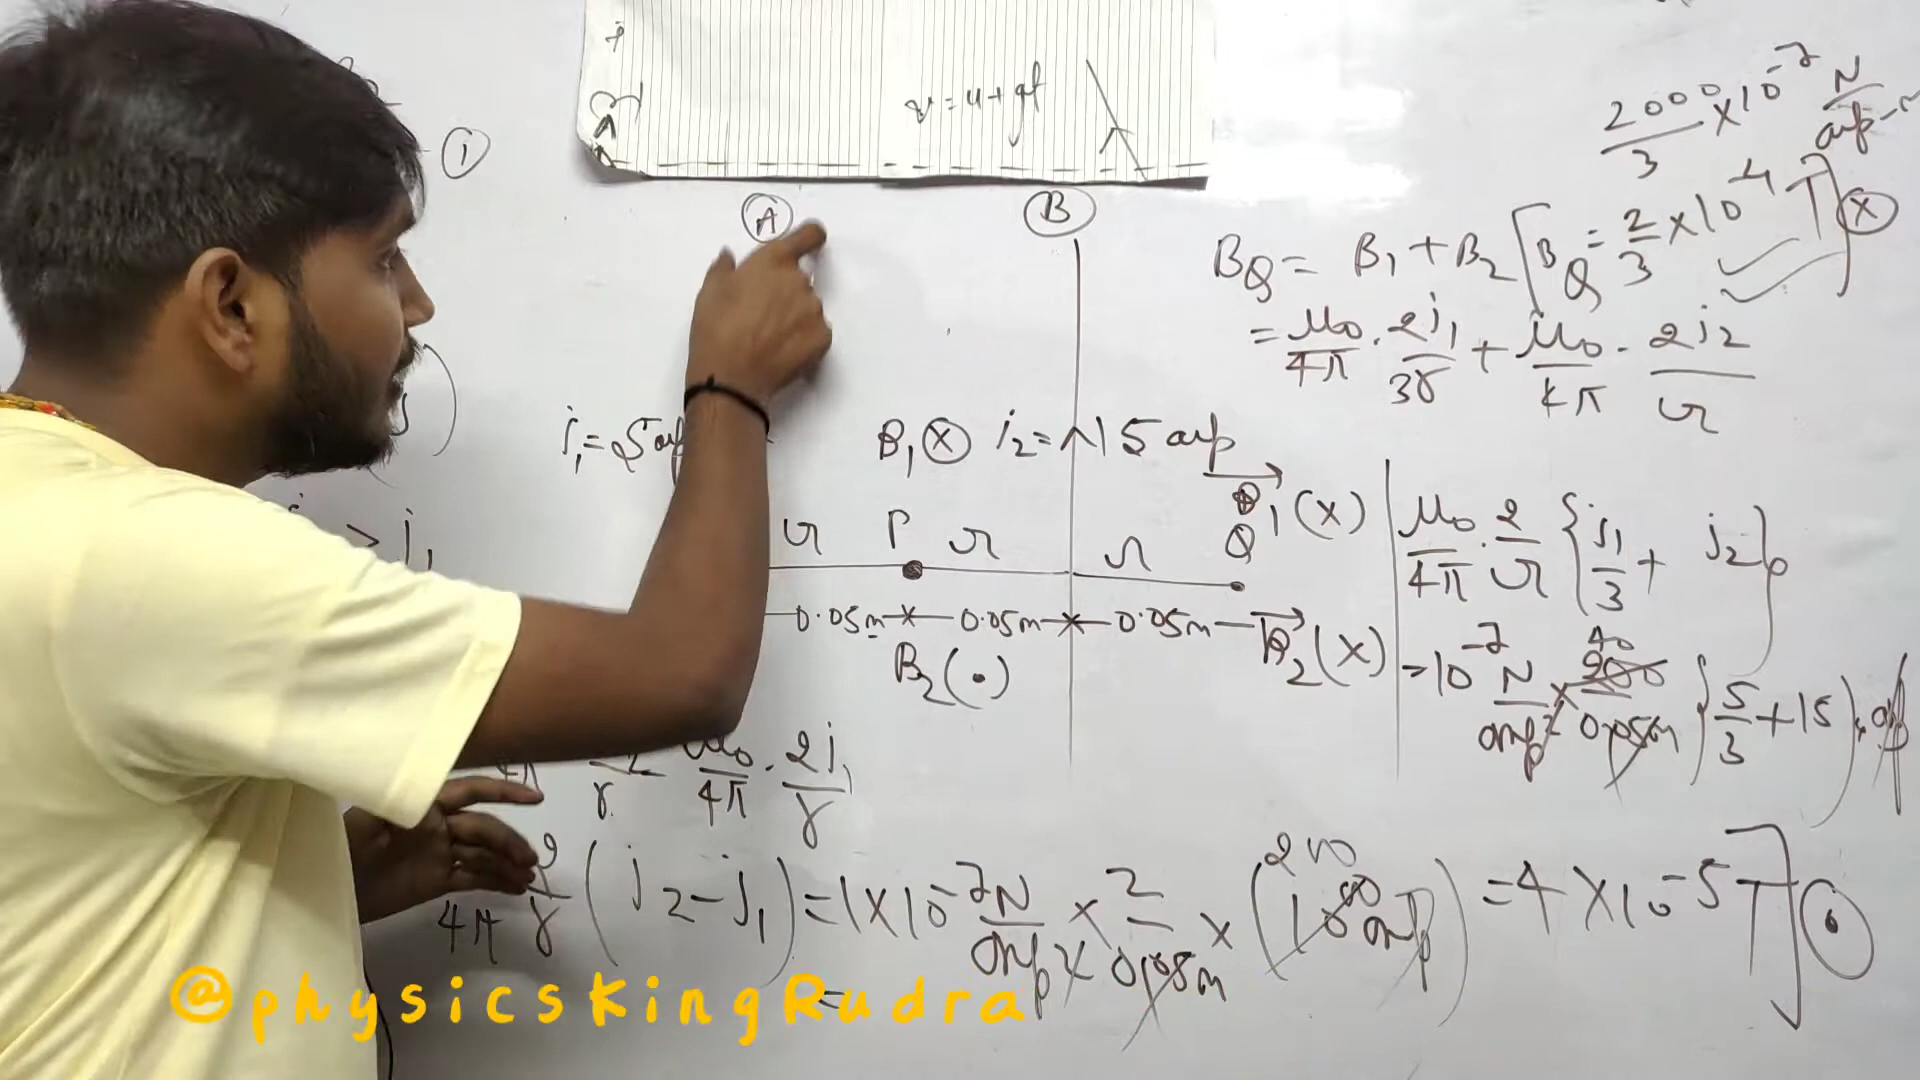 v = u + gt
①
Ⓐ
Ⓑ
2000/3 × 10⁻⁷ N/amp-
B_Q = B₁ + B₂ [B_Q = 2/3 × 10⁻⁴ T] ⓧ
= μ₀/4π · 2i₁/3r + μ₀/4π · 2i₂/r
i₁ = 5 amp
B₁ ⓧ
i₂ = 15 amp
B₁ (x)
> i₁
r P r r Q
0.05m × 0.05m × 0.05m
B₂ (·)
B₂ (x)
μ₀/4π · 2/r {i₁/3 + i₂}
= 10⁻⁷ N/amp² × 40 / 0.05m {5/3 + 15} amp
μ₀/4π · 2i₁/r
2/r (i₂ - i₁) = 1 × 10⁻⁷ N/amp² × 2/0.05m × (10 amp) = 4 × 10⁻⁵ T] ⊙
4π
=
@physicsKingRudra